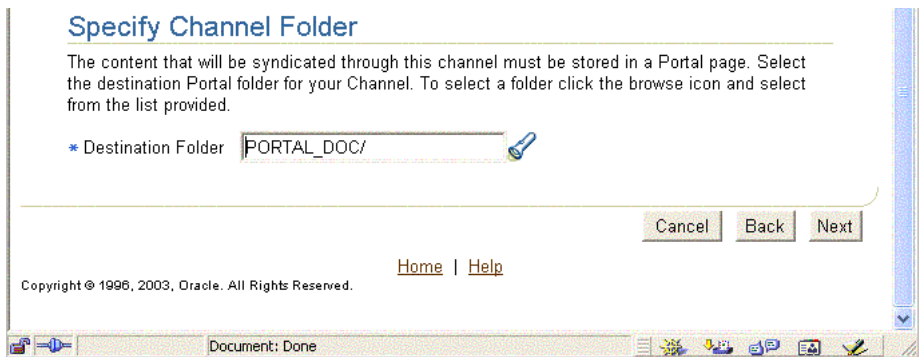 Specify Channel Folder
The content that will be syndicated through this channel must be stored in a Portal page. Select
the destination Portal folder for your Channel. To select a folder click the browse icon and select
from the list provided.
* Destination Folder PORTAL_DOC/
Cancel Back Next
Home | Help
Copyright © 1996, 2003, Oracle. All Rights Reserved.
Document: Done